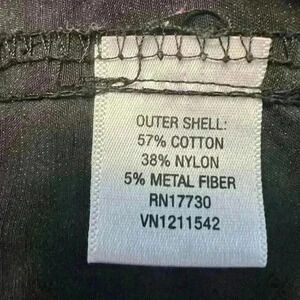 OUTER SHELL:
57% COTTON
38% NYLON
5% METAL FIBER
RN17730
VN1211542